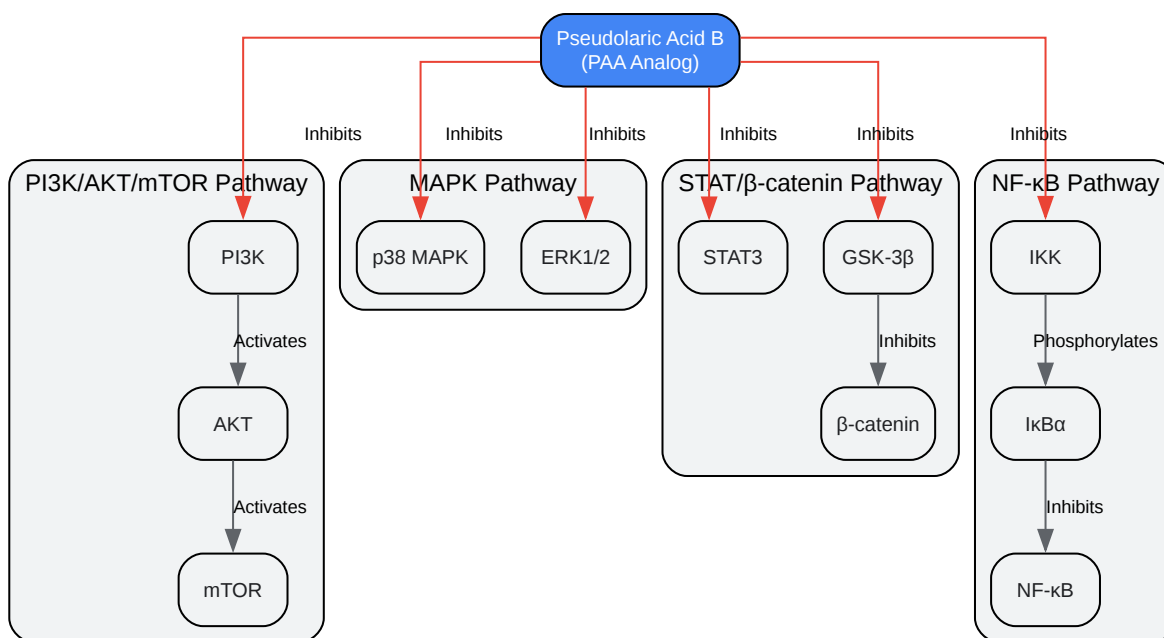 Pseudolaric Acid B
(PAA Analog)
Inhibits
Inhibits
Inhibits
Inhibits
Inhibits
Inhibits
PI3K/AKT/mTOR Pathway
MAPK Pathway
STAT/β-catenin Pathway
NF-κB Pathway
PI3K
p38 MAPK
ERK1/2
STAT3
GSK-3β
IKK
Activates
Inhibits
Phosphorylates
AKT
β-catenin
IκBα
Activates
Inhibits
mTOR
NF-κB